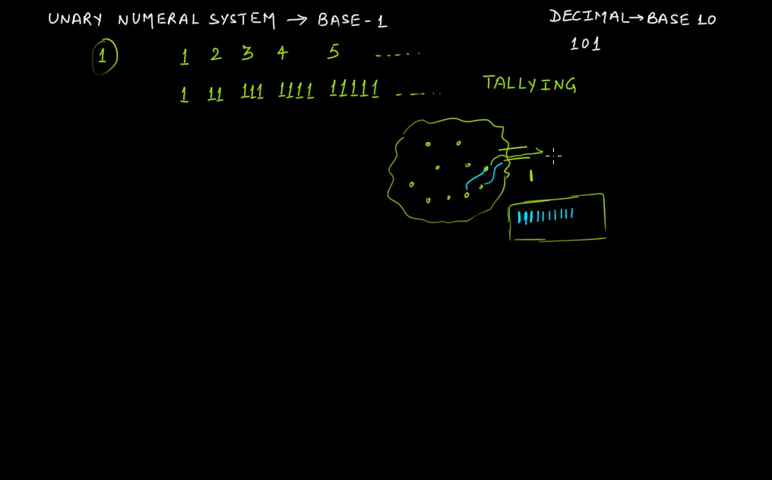 UNARY NUMERAL SYSTEM → BASE-1
DECIMAL→BASE 10
101
1
1 2 3 4 5 .....
1 11 111 1111 11111 .....
TALLYING
1